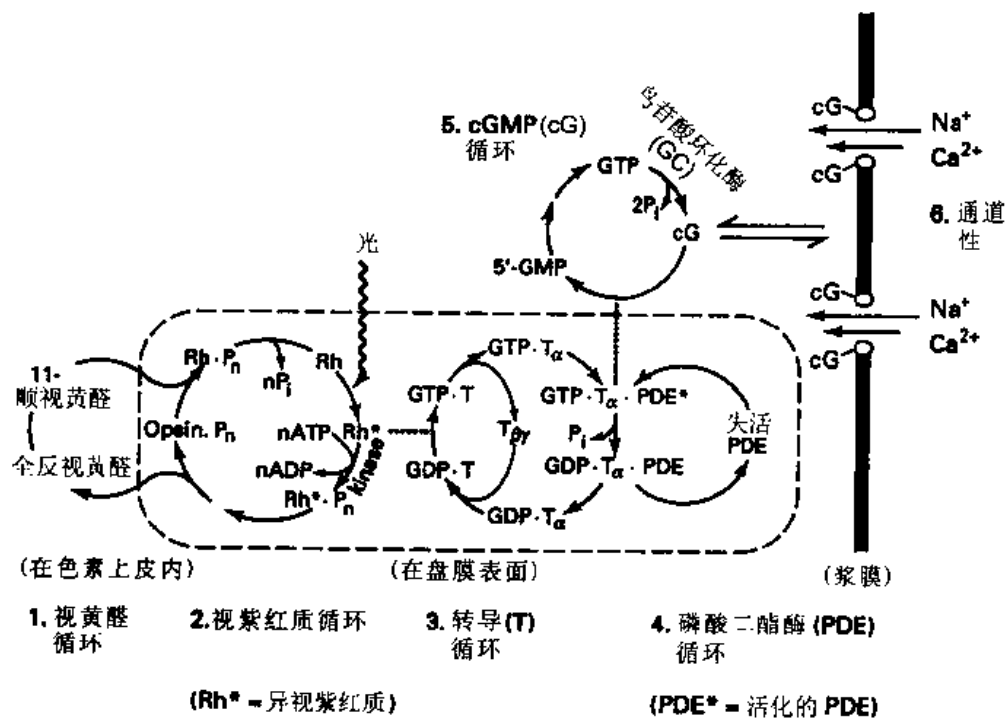 5. cGMP(cG)
循环
鸟苷酸环化酶
(GC)
GTP
2Pi
cG
5'-GMP
cG
Na⁺
Ca²⁺
cG
6. 通道
性
cG
Na⁺
Ca²⁺
cG
光
11-
顺视黄醛
全反视黄醛
Rh·Pn
nPi
Rh
Opsin.Pn
nATP
Rh*
nADP
kinase
Rh*·Pn
GTP·T
GDP·T
Tβγ
GTP·Tα
GDP·Tα
GTP·Tα·PDE*
Pi
GDP·Tα·PDE
失活
PDE
(在色素上皮内)
(在盘膜表面)
(浆膜)
1. 视黄醛
循环
2.视紫红质循环
3. 转导(T)
循环
4. 磷酸二酯酶(PDE)
循环
(Rh* = 异视紫红质)
(PDE* = 活化的 PDE)